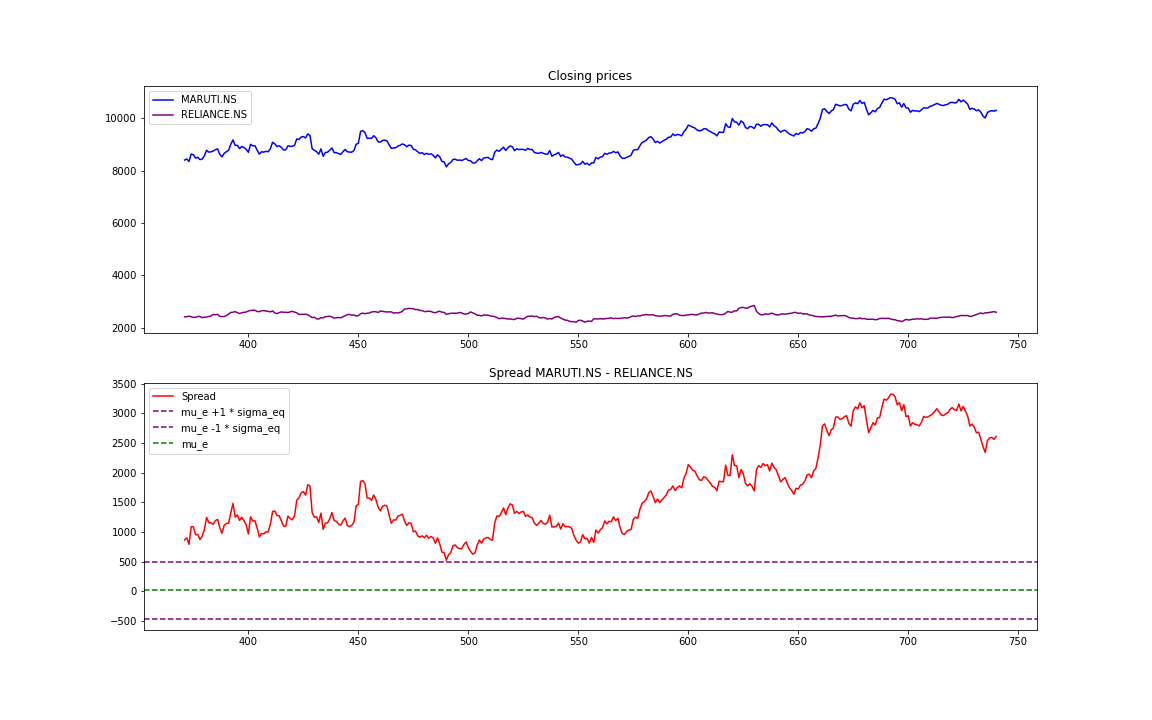 Closing prices
MARUTI.NS
RELIANCE.NS
10000
8000
6000
4000
2000
400 450 500 550 600 650 700 750
Spread MARUTI.NS - RELIANCE.NS
Spread
mu_e +1 * sigma_eq
mu_e -1 * sigma_eq
mu_e
3500
3000
2500
2000
1500
1000
500
0
−500
400 450 500 550 600 650 700 750